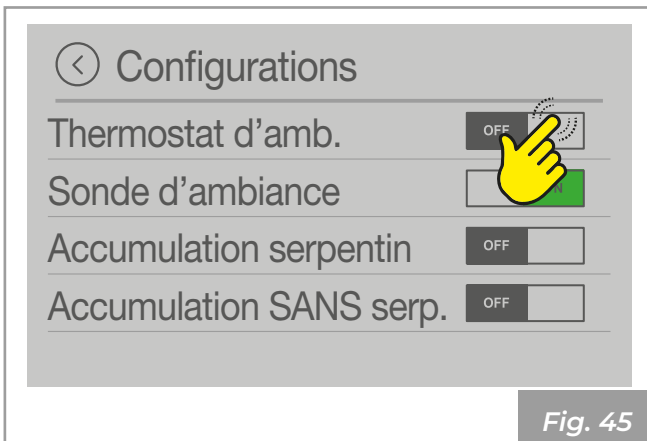 Configurations
Thermostat d'amb. OFF
Sonde d'ambiance
Accumulation serpentin OFF
Accumulation SANS serp. OFF
Fig. 45